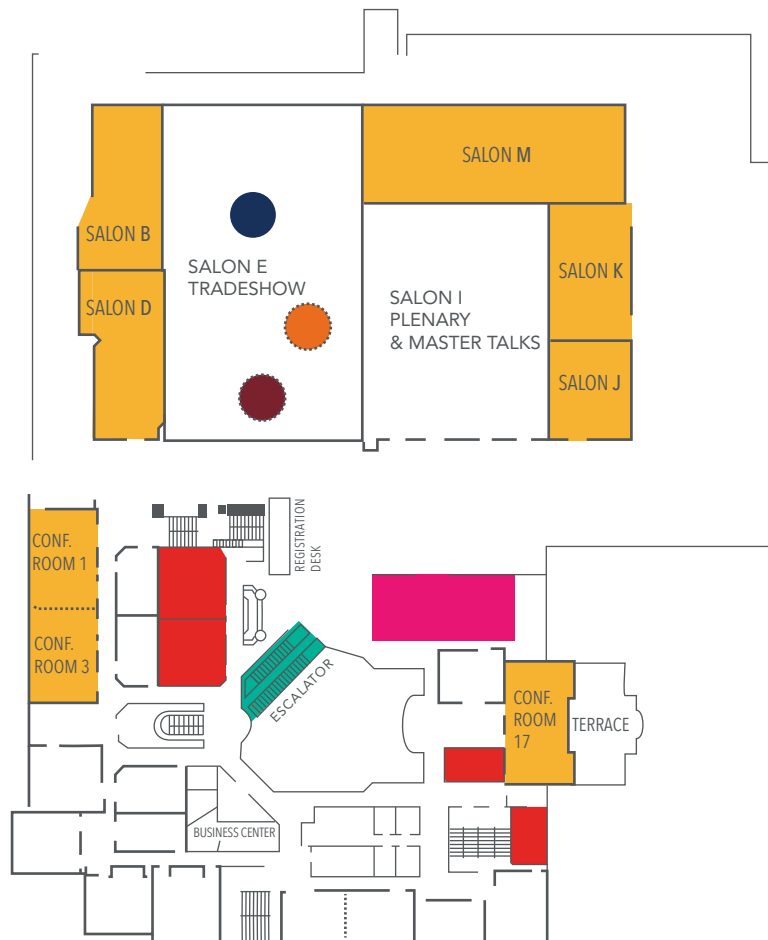 SALON M
SALON B
SALON E
TRADESHOW
SALON K
SALON D
SALON I
PLENARY
& MASTER TALKS
SALON J
CONF.
ROOM 1
REGISTRATION
DESK
CONF.
ROOM 3
ESCALATOR
CONF.
ROOM
17
TERRACE
BUSINESS CENTER